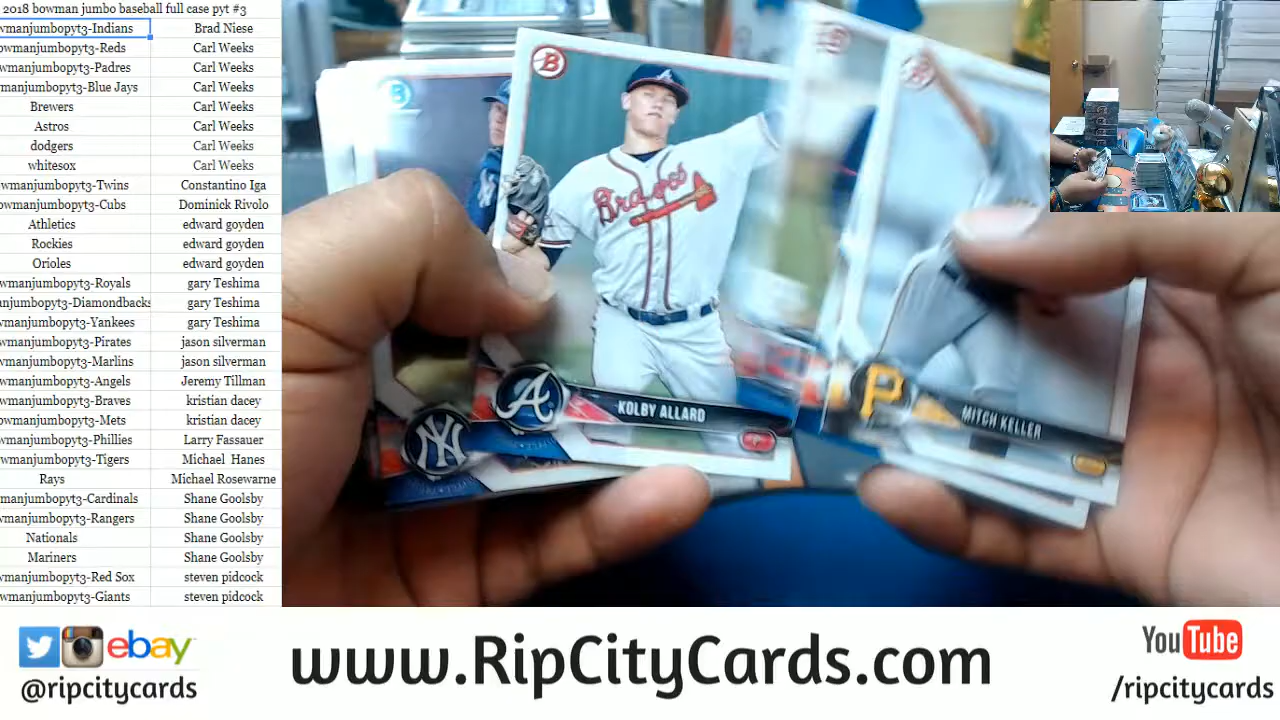 2018 bowman jumbo baseball full case pyt #3
wmanjumbopyt3-Indians Brad Niese
owmanjumbopyt3-Reds Carl Weeks
wmanjumbopyt3-Padres Carl Weeks
wmanjumbopyt3-Blue Jays Carl Weeks
Brewers Carl Weeks
Astros Carl Weeks
dodgers Carl Weeks
whitesox Carl Weeks
wmanjumbopyt3-Twins Constantino Iga
owmanjumbopyt3-Cubs Dominick Rivolo
Athletics edward goyden
Rockies edward goyden
Orioles edward goyden
wmanjumbopyt3-Royals gary Teshima
anjumbopyt3-Diamondbacks gary Teshima
wmanjumbopyt3-Yankees gary Teshima
wmanjumbopyt3-Pirates jason silverman
wmanjumbopyt3-Marlins jason silverman
wmanjumbopyt3-Angels Jeremy Tillman
wmanjumbopyt3-Braves kristian dacey
owmanjumbopyt3-Mets kristian dacey
wmanjumbopyt3-Phillies Larry Fassauer
wmanjumbopyt3-Tigers Michael Hanes
Rays Michael Rosewarne
manjumbopyt3-Cardinals Shane Goolsby
wmanjumbopyt3-Rangers Shane Goolsby
Nationals Shane Goolsby
Mariners Shane Goolsby
wmanjumbopyt3-Red Sox steven pidcock
wmanjumbopyt3-Giants steven pidcock
B
B
Braves
A
KOLBY ALLARD
NY
P
MITCH KELLER
ebay
@ripcitycards
www.RipCityCards.com
YouTube
/ripcitycards